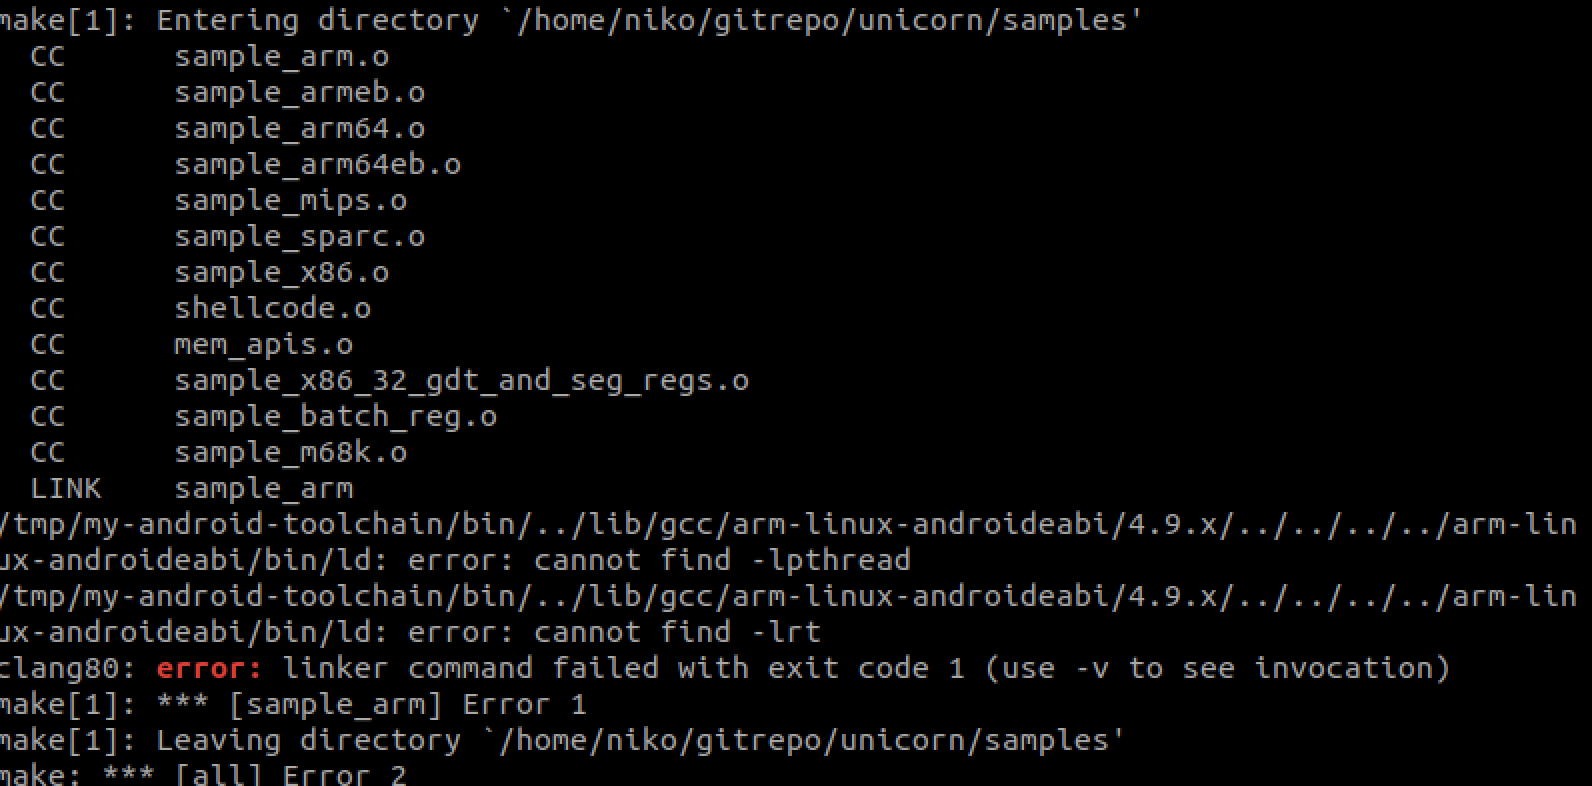 make[1]: Entering directory `/home/niko/gitrepo/unicorn/samples'
CC sample_arm.o
CC sample_armeb.o
CC sample_arm64.o
CC sample_arm64eb.o
CC sample_mips.o
CC sample_sparc.o
CC sample_x86.o
CC shellcode.o
CC mem_apis.o
CC sample_x86_32_gdt_and_seg_regs.o
CC sample_batch_reg.o
CC sample_m68k.o
LINK sample_arm
/tmp/my-android-toolchain/bin/../lib/gcc/arm-linux-androideabi/4.9.x/../../../../arm-lin
ux-androideabi/bin/ld: error: cannot find -lpthread
/tmp/my-android-toolchain/bin/../lib/gcc/arm-linux-androideabi/4.9.x/../../../../arm-lin
ux-androideabi/bin/ld: error: cannot find -lrt
clang80: error: linker command failed with exit code 1 (use -v to see invocation)
make[1]: *** [sample_arm] Error 1
make[1]: Leaving directory `/home/niko/gitrepo/unicorn/samples'
make: *** [all] Error 2